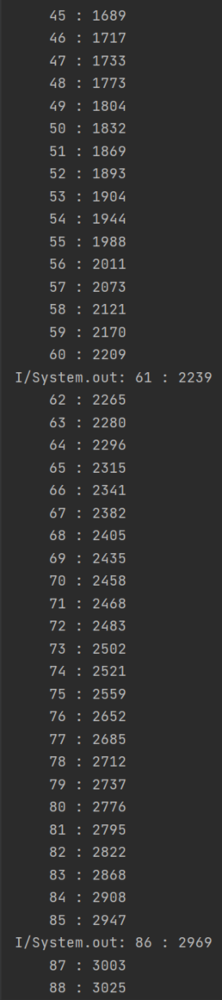 45 : 1689
46 : 1717
47 : 1733
48 : 1773
49 : 1804
50 : 1832
51 : 1869
52 : 1893
53 : 1904
54 : 1944
55 : 1988
56 : 2011
57 : 2073
58 : 2121
59 : 2170
60 : 2209
I/System.out: 61 : 2239
62 : 2265
63 : 2280
64 : 2296
65 : 2315
66 : 2341
67 : 2382
68 : 2405
69 : 2435
70 : 2458
71 : 2468
72 : 2483
73 : 2502
74 : 2521
75 : 2559
76 : 2652
77 : 2685
78 : 2712
79 : 2737
80 : 2776
81 : 2795
82 : 2822
83 : 2868
84 : 2908
85 : 2947
I/System.out: 86 : 2969
87 : 3003
88 : 3025